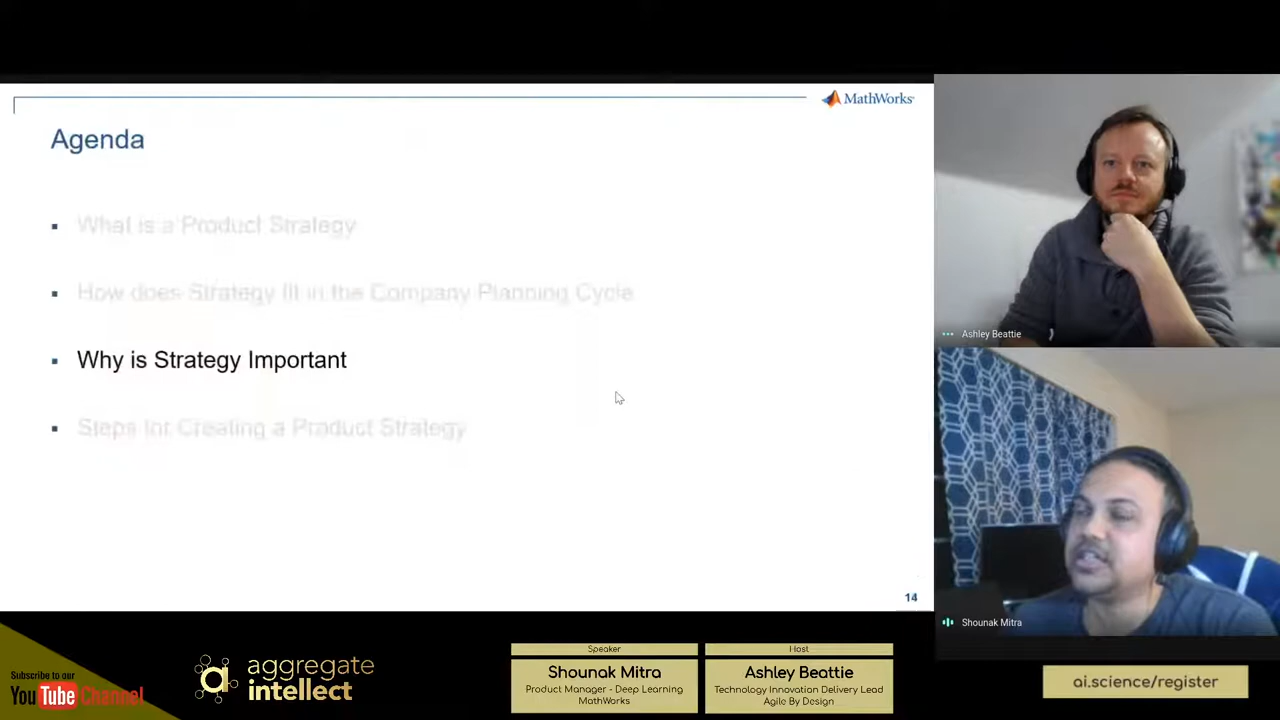 MathWorks
Agenda
What is a Product Strategy
How does Strategy fit in the Company Planning Cycle
Why is Strategy Important
Steps for Creating a Product Strategy
14
Ashley Beattie
Shounak Mitra
Subscribe to our
YouTube Channel
aggregate
intellect
Speaker
Shounak Mitra
Product Manager - Deep Learning
MathWorks
Host
Ashley Beattie
Technology Innovation Delivery Lead
Agile By Design
ai.science/register